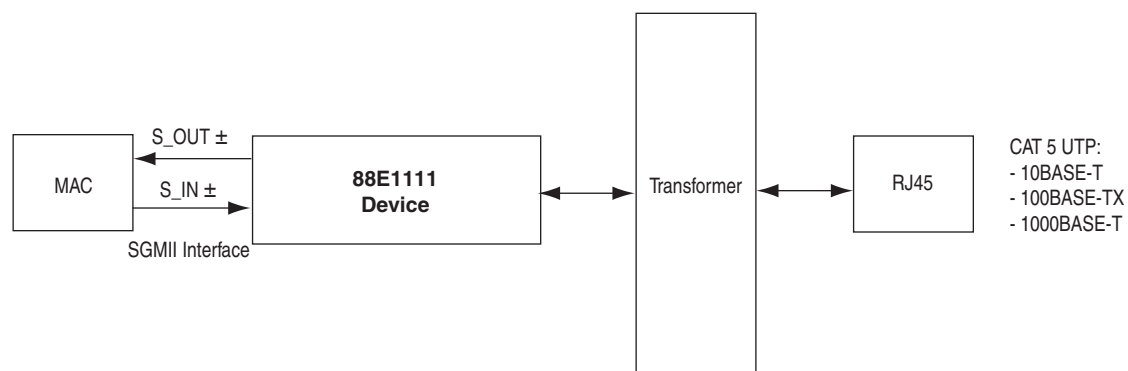 MAC
S_OUT ±
S_IN ±
SGMII Interface
88E1111
Device
Transformer
RJ45
CAT 5 UTP:
- 10BASE-T
- 100BASE-TX
- 1000BASE-T